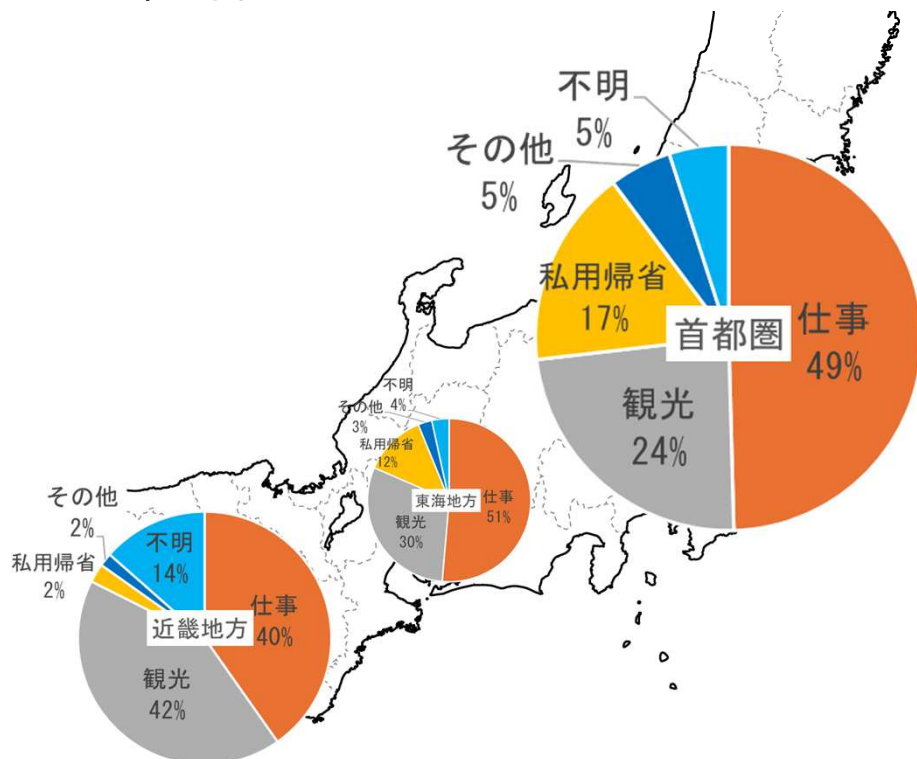 不明
5%
その他
5%
私用帰省
17%
首都圏
仕事
49%
観光
24%
不明
4%
その他
3%
私用帰省
12%
東海地方
仕事
51%
観光
30%
その他
2%
私用帰省
2%
不明
14%
近畿地方
仕事
40%
観光
42%